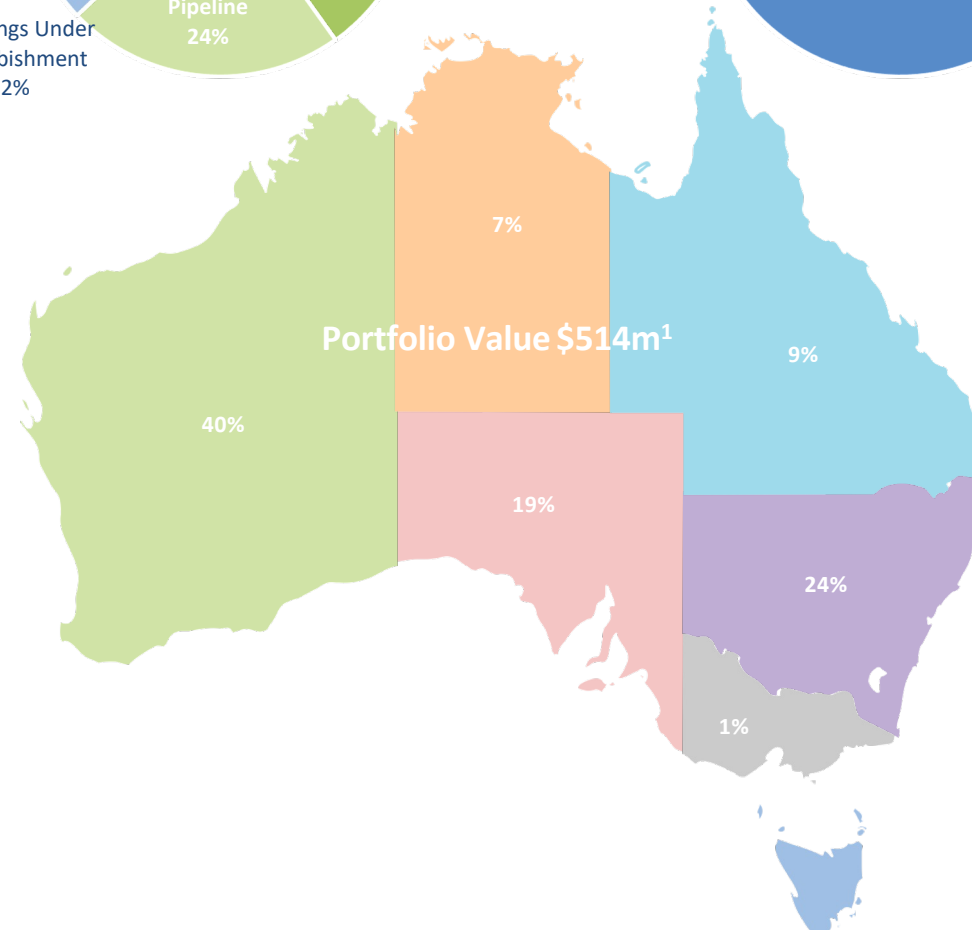 Pipeline
24%
ngs Under
bishment
2%
7%
Portfolio Value $514m¹
9%
40%
19%
24%
1%